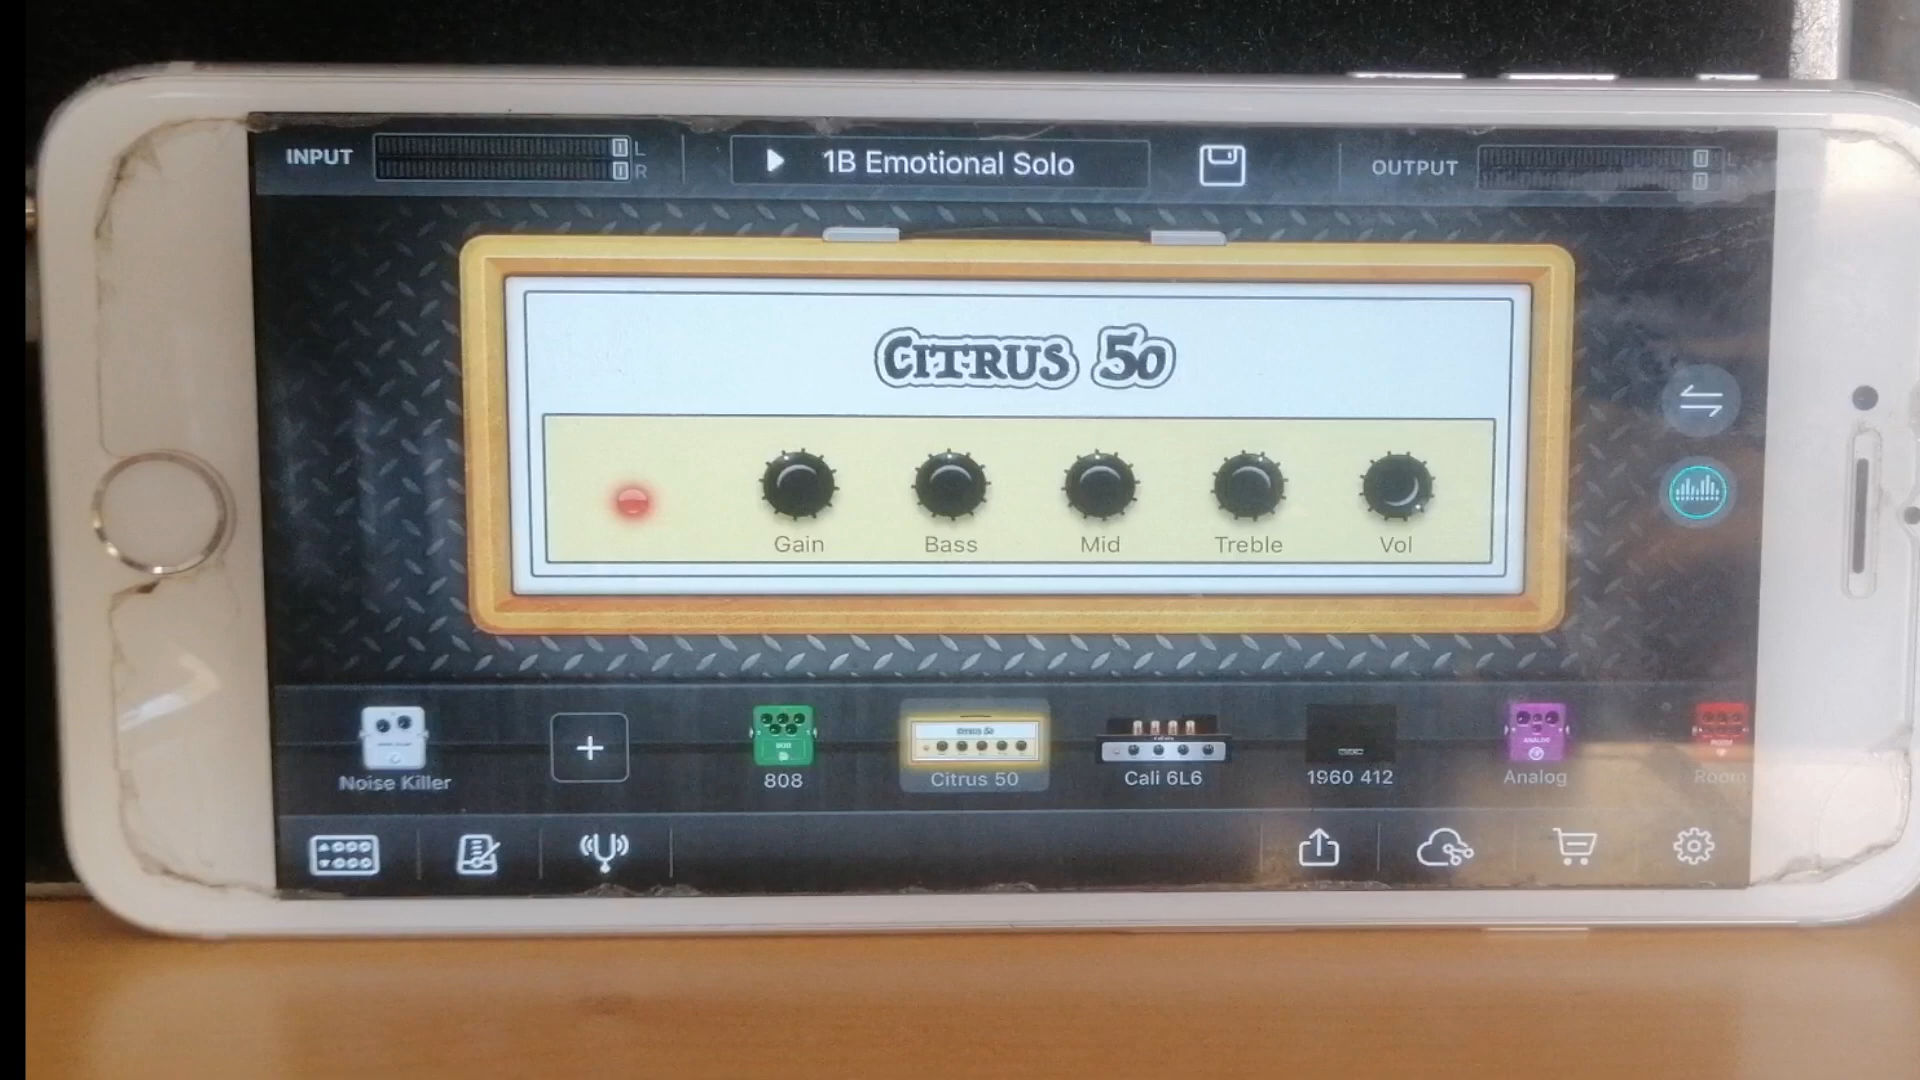 INPUT
L
R
1B Emotional Solo
OUTPUT
L
CITRUS 50
Gain
Bass
Mid
Treble
Vol
Noise Killer
808
Citrus 50
Cali 6L6
1960 412
Analog
Room